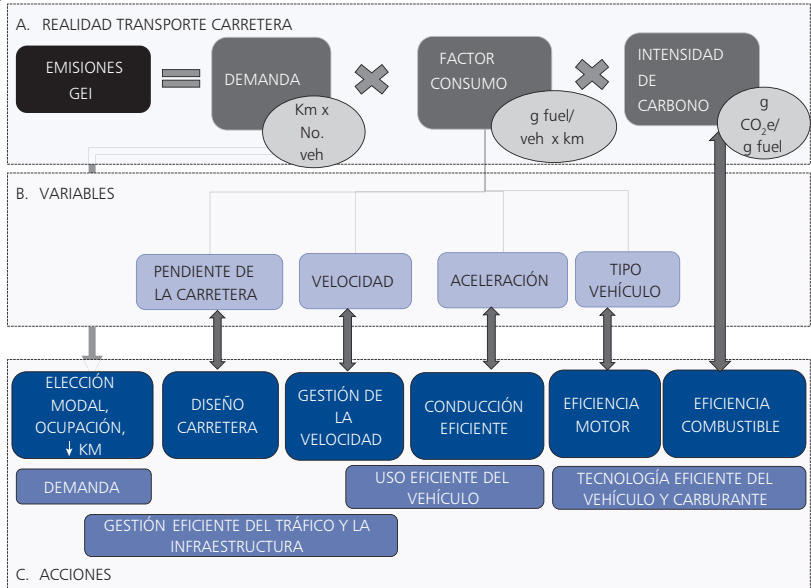 A. REALIDAD TRANSPORTE CARRETERA
EMISIONES
GEI
DEMANDA
Km x
No.
veh
FACTOR
CONSUMO
g fuel/
veh x km
INTENSIDAD
DE
CARBONO
g
CO₂e/
g fuel
B. VARIABLES
PENDIENTE DE
LA CARRETERA
VELOCIDAD
ACELERACIÓN
TIPO
VEHÍCULO
ELECCIÓN
MODAL,
OCUPACIÓN,
↓ KM
DISEÑO
CARRETERA
GESTIÓN DE
LA
VELOCIDAD
CONDUCCIÓN
EFICIENTE
EFICIENCIA
MOTOR
EFICIENCIA
COMBUSTIBLE
DEMANDA
USO EFICIENTE DEL
VEHÍCULO
TECNOLOGÍA EFICIENTE DEL
VEHÍCULO Y CARBURANTE
GESTIÓN EFICIENTE DEL TRÁFICO Y LA
INFRAESTRUCTURA
C. ACCIONES